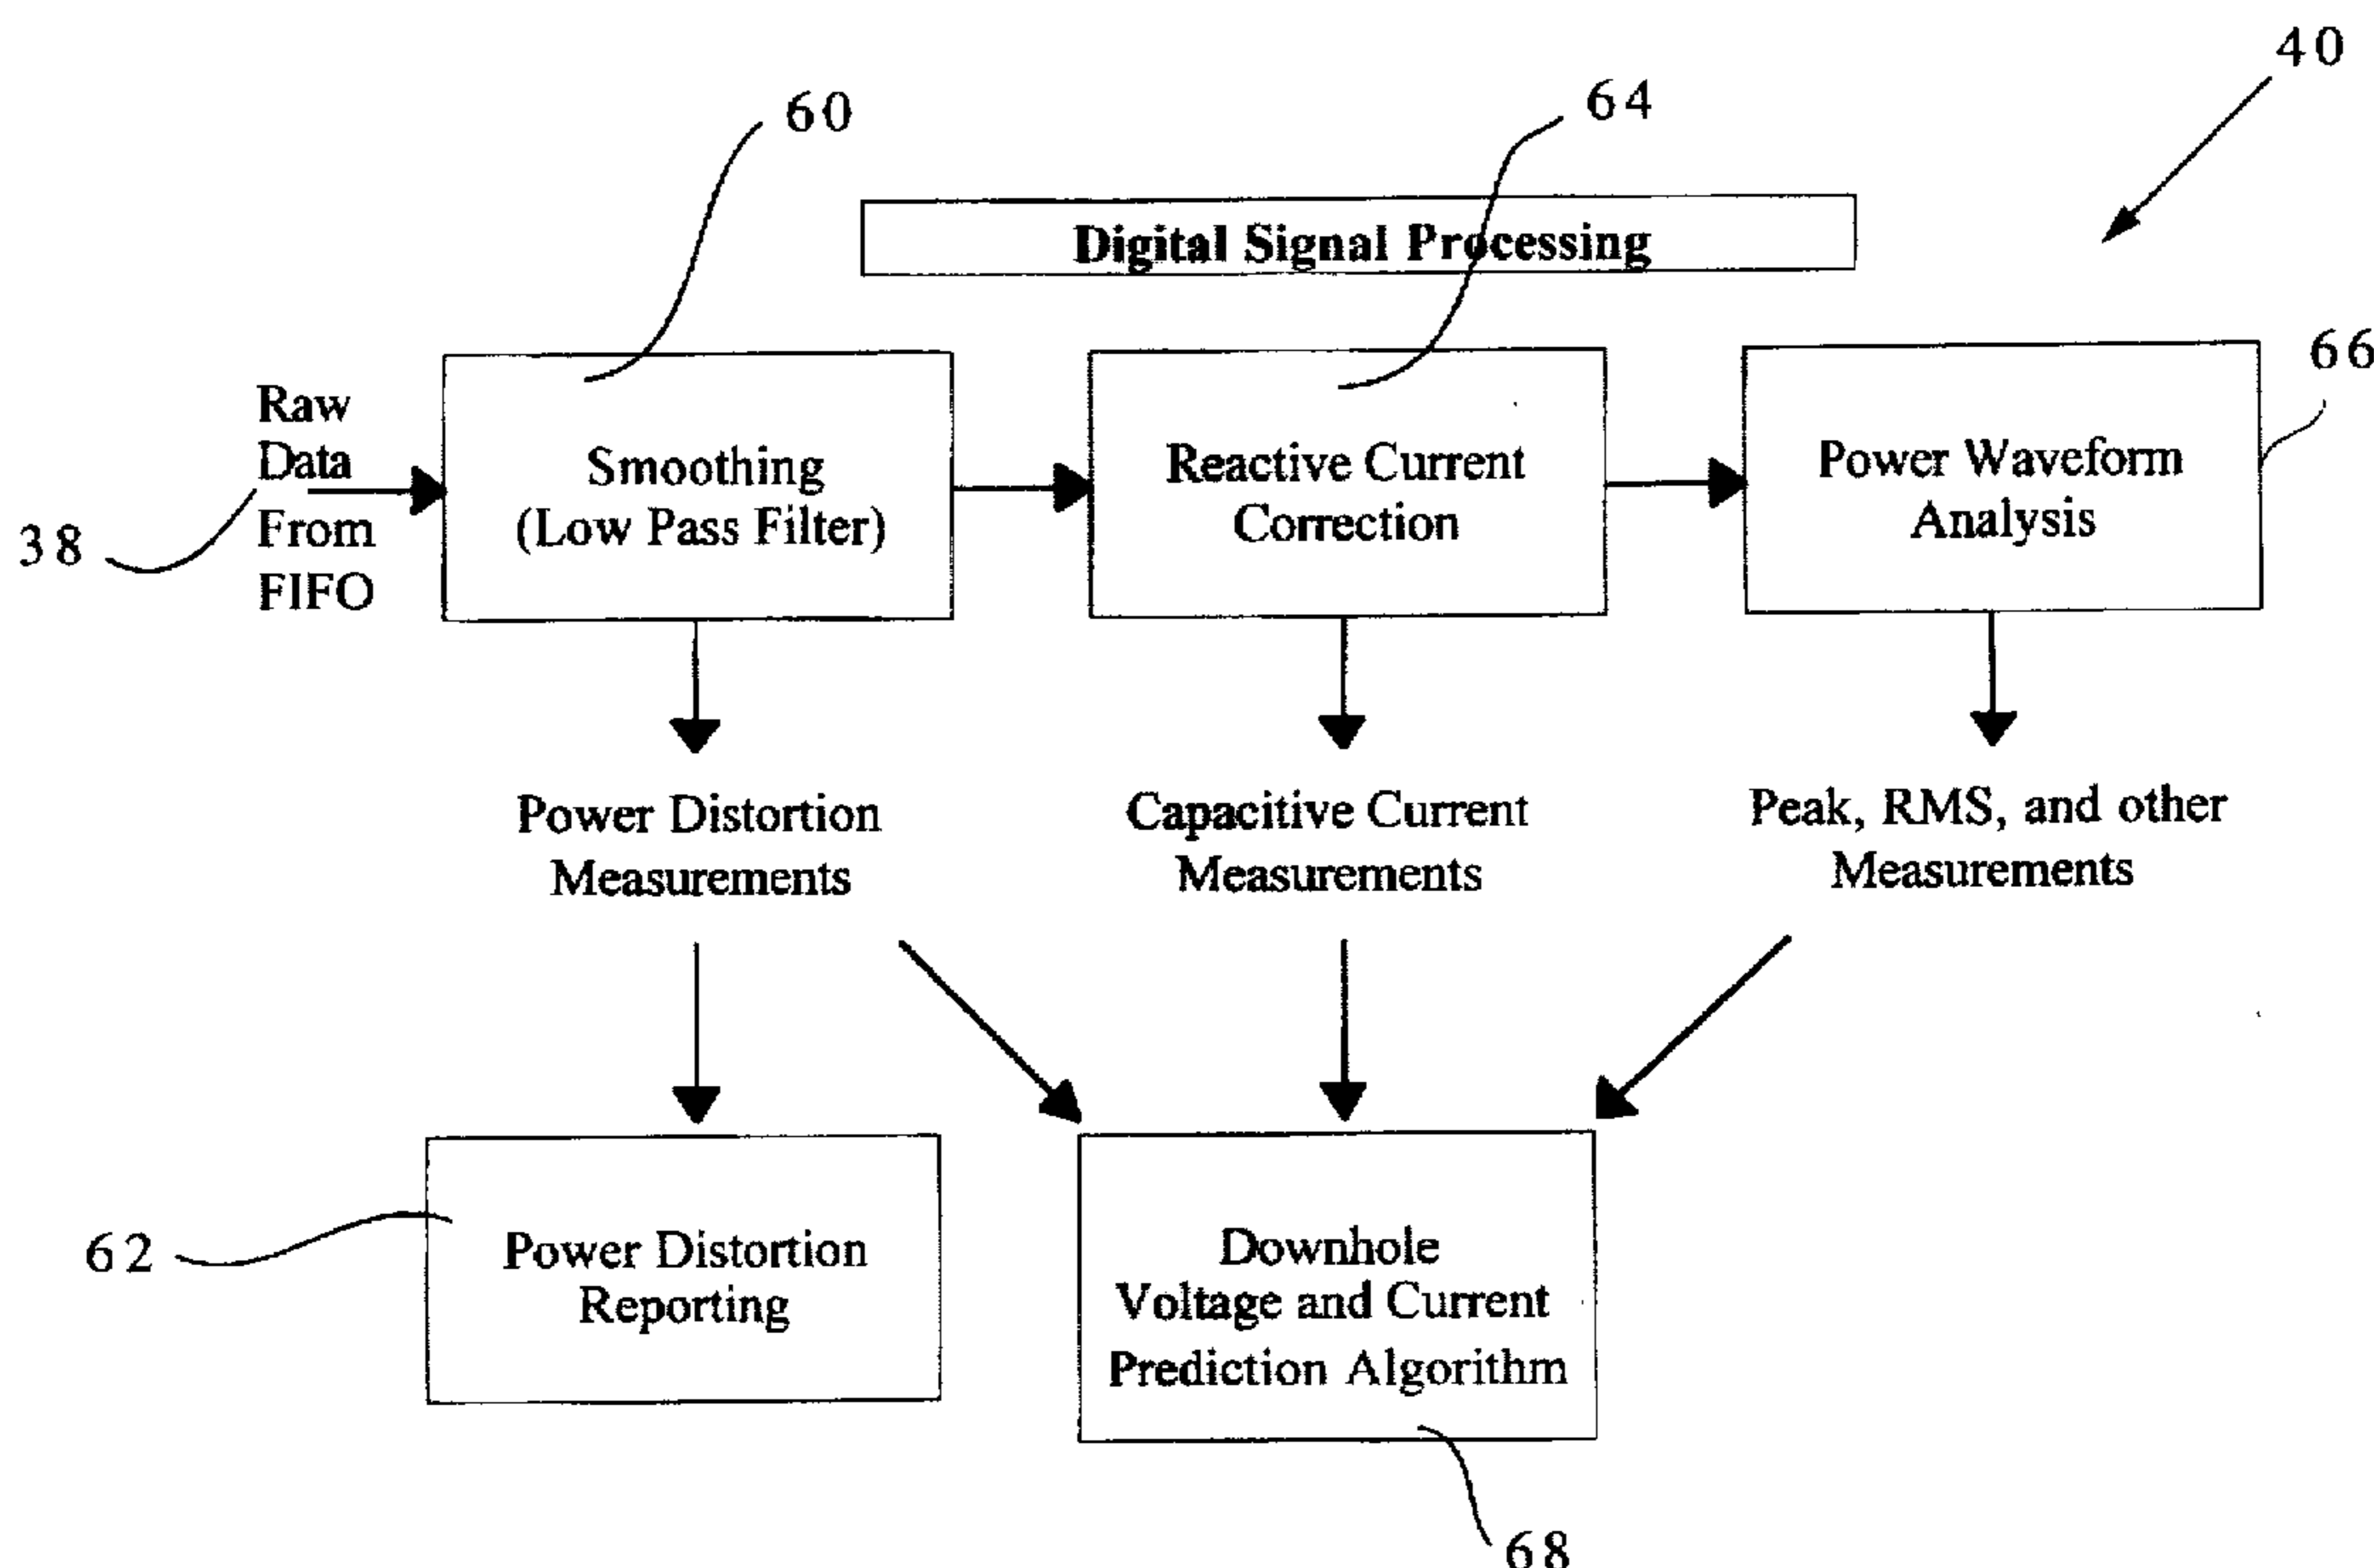 40
60
64
Digital Signal Processing
66
Raw
Data
From
FIFO
38
Smoothing
(Low Pass Filter)
Reactive Current
Correction
Power Waveform
Analysis
Power Distortion
Measurements
Capacitive Current
Measurements
Peak, RMS, and other
Measurements
62
Power Distortion
Reporting
Downhole
Voltage and Current
Prediction Algorithm
68